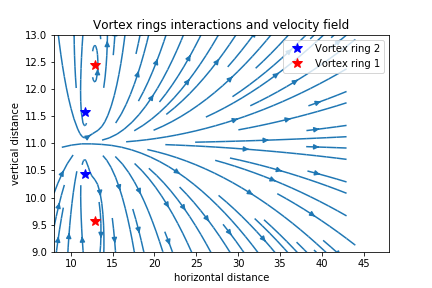 Vortex rings interactions and velocity field
Vortex ring 2
Vortex ring 1
vertical distance
13.0
12.5
12.0
11.5
11.0
10.5
10.0
9.5
9.0
10 15 20 25 30 35 40 45
horizontal distance